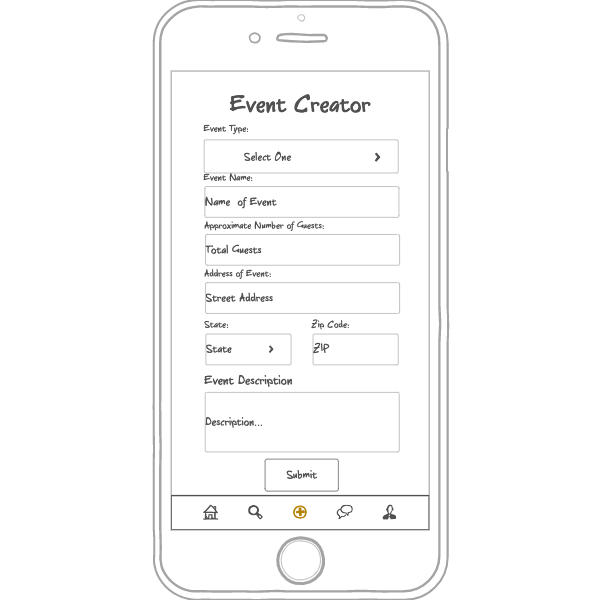 Event Creator
Event Type:
Select One
Event Name:
Name of Event
Approximate Number of Guests:
Total Guests
Address of Event:
Street Address
State: Zip Code:
State ZIP
Event Description
Description...
Submit